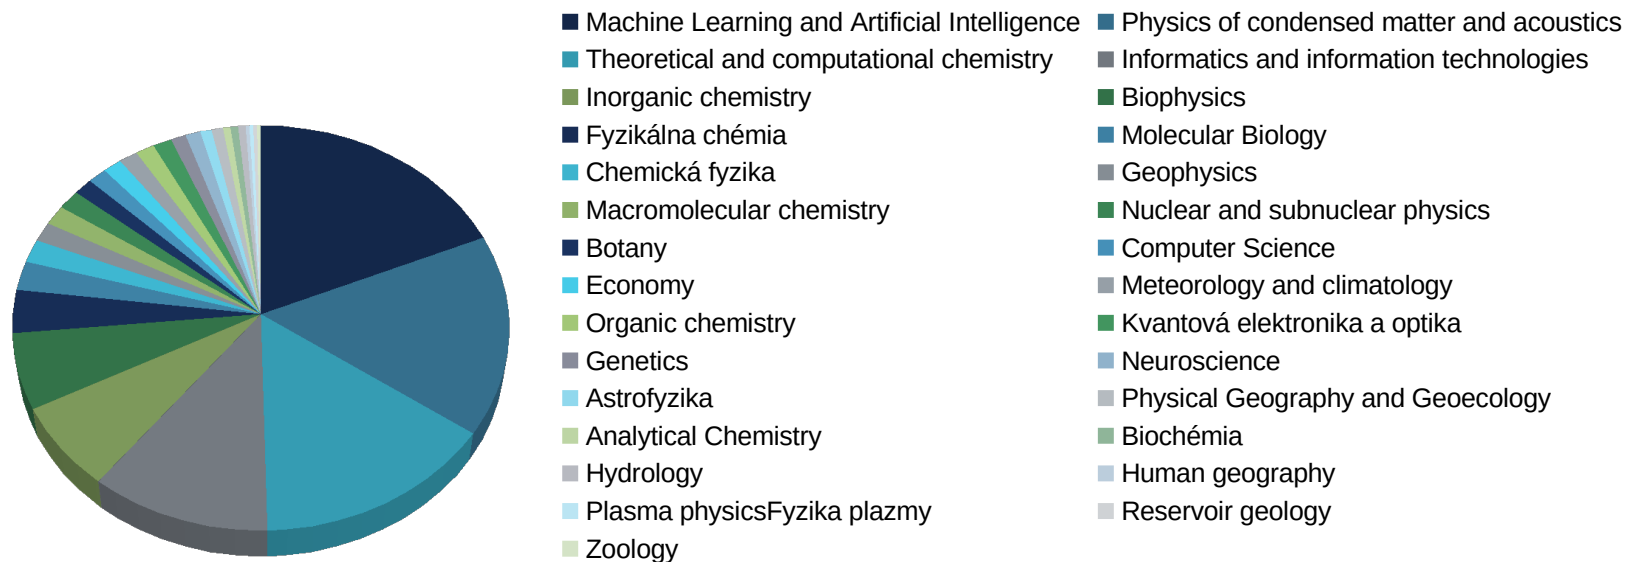 Machine Learning and Artificial Intelligence Physics of condensed matter and acoustics
Theoretical and computational chemistry Informatics and information technologies
Inorganic chemistry Biophysics
Fyzikálna chémia Molecular Biology
Chemická fyzika Geophysics
Macromolecular chemistry Nuclear and subnuclear physics
Botany Computer Science
Economy Meteorology and climatology
Organic chemistry Kvantová elektronika a optika
Genetics Neuroscience
Astrofyzika Physical Geography and Geoecology
Analytical Chemistry Biochémia
Hydrology Human geography
Plasma physicsFyzika plazmy Reservoir geology
Zoology